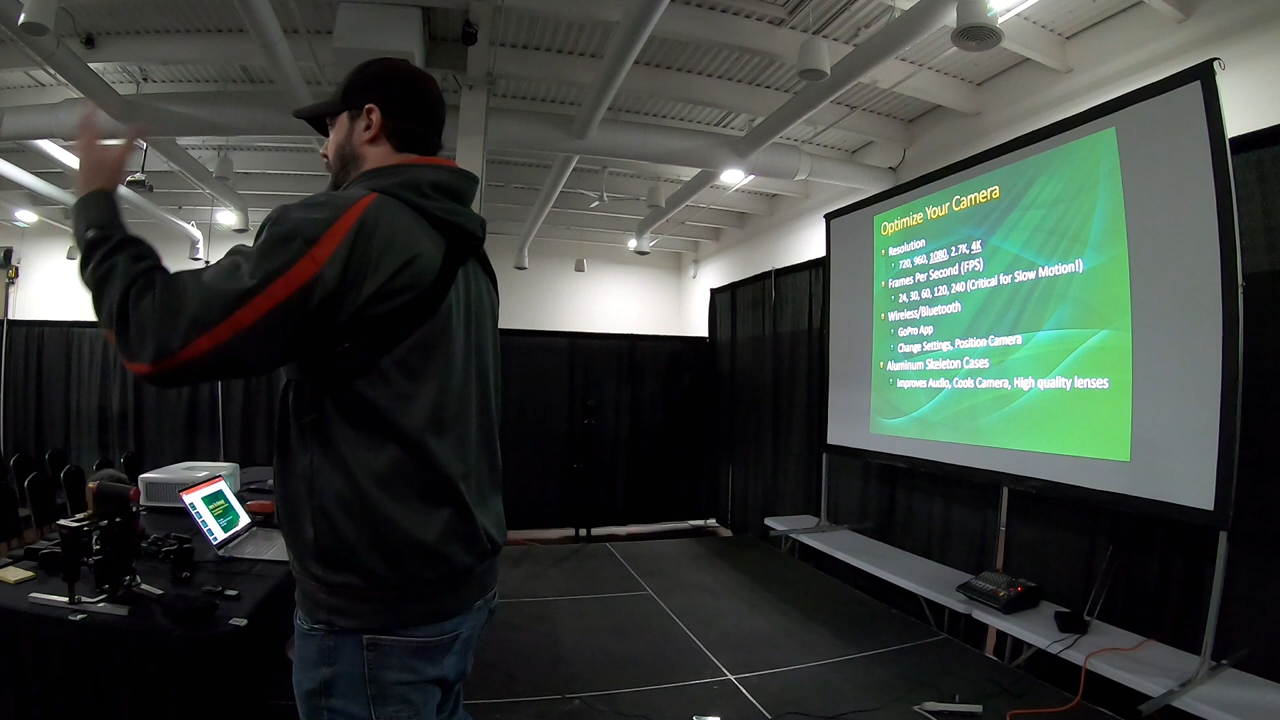 Optimize Your Camera
Resolution
720, 960, 1080, 2.7K, 4K
Frames Per Second (FPS)
24, 30, 60, 120, 240 (Critical for Slow Motion!)
Wireless/Bluetooth
GoPro App
Change Settings, Position Camera
Aluminum Skeleton Cases
Improves Audio, Cools Camera, High quality lenses